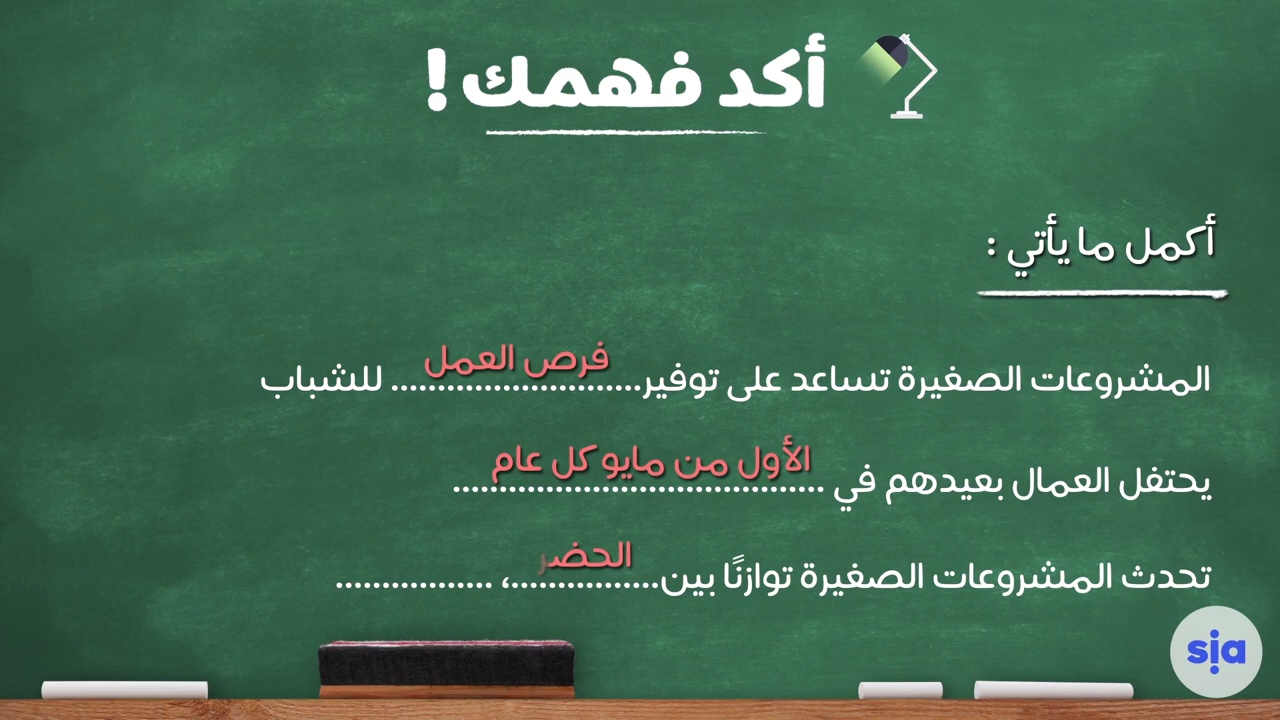 أكد فهمك !
أكمل ما يأتي :
فرص العمل
المشروعات الصغيرة تساعد على توفير.......................... للشباب
الأول من مايو كل عام
يحتفل العمال بعيدهم في .......................................
الحضر
تحدث المشروعات الصغيرة توازنًا بين................، .................
sia